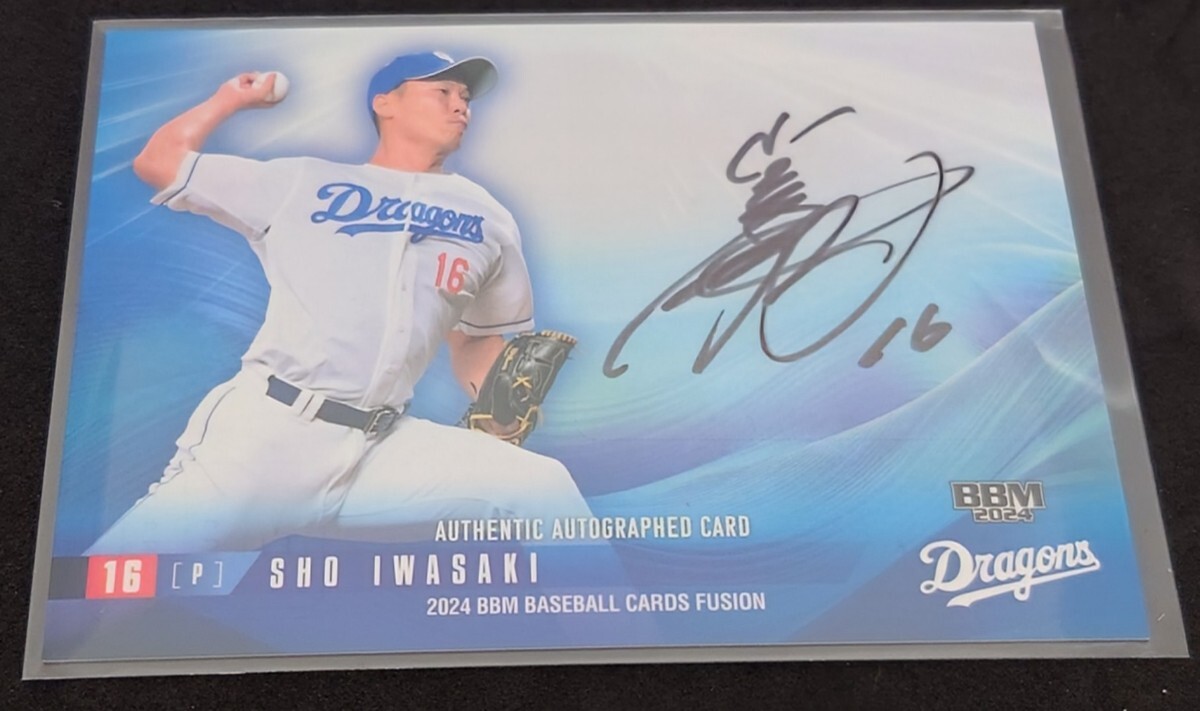 Dragons
16
16
BBM
2024
Dragons
AUTHENTIC AUTOGRAPHED CARD
16 [P] SHO IWASAKI
2024 BBM BASEBALL CARDS FUSION